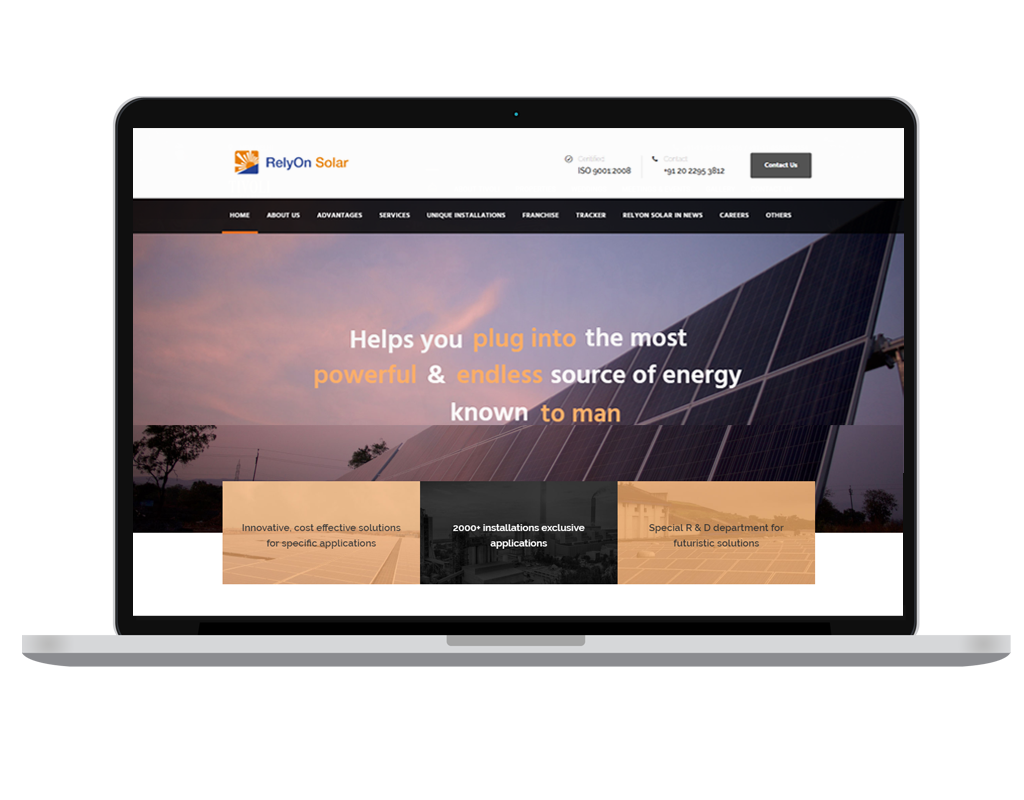 RelyOn Solar
Certified
ISO 9001:2008
Contact
+91 20 2295 3812
Contact Us
HOME ABOUT US ADVANTAGES SERVICES UNIQUE INSTALLATIONS FRANCHISE TRACKER RELYON SOLAR IN NEWS CAREERS OTHERS
Helps you plug into the most
powerful & endless source of energy
known to man
Innovative, cost effective solutions
for specific applications
2000+ installations exclusive
applications
Special R & D department for
futuristic solutions